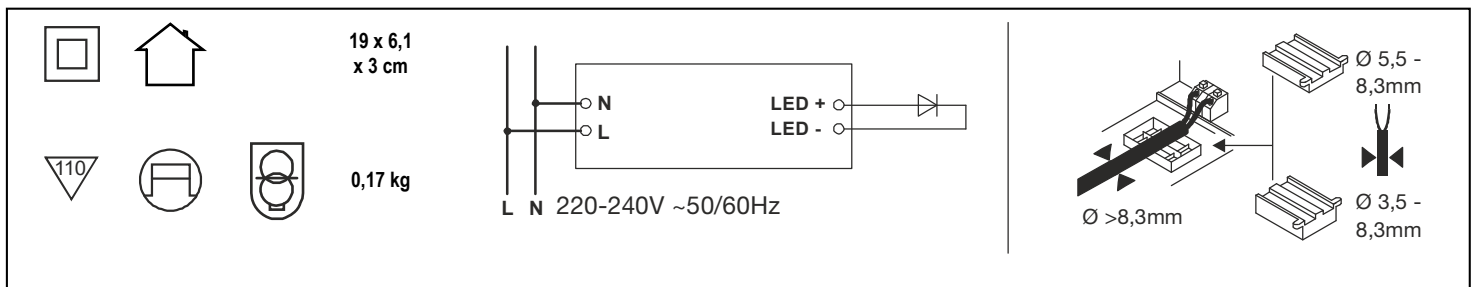 19 x 6,1
x 3 cm
110
0,17 kg
N
L
LED +
LED -
L N 220-240V ~50/60Hz
Ø >8,3mm
Ø 5,5 -
8,3mm
Ø 3,5 -
8,3mm